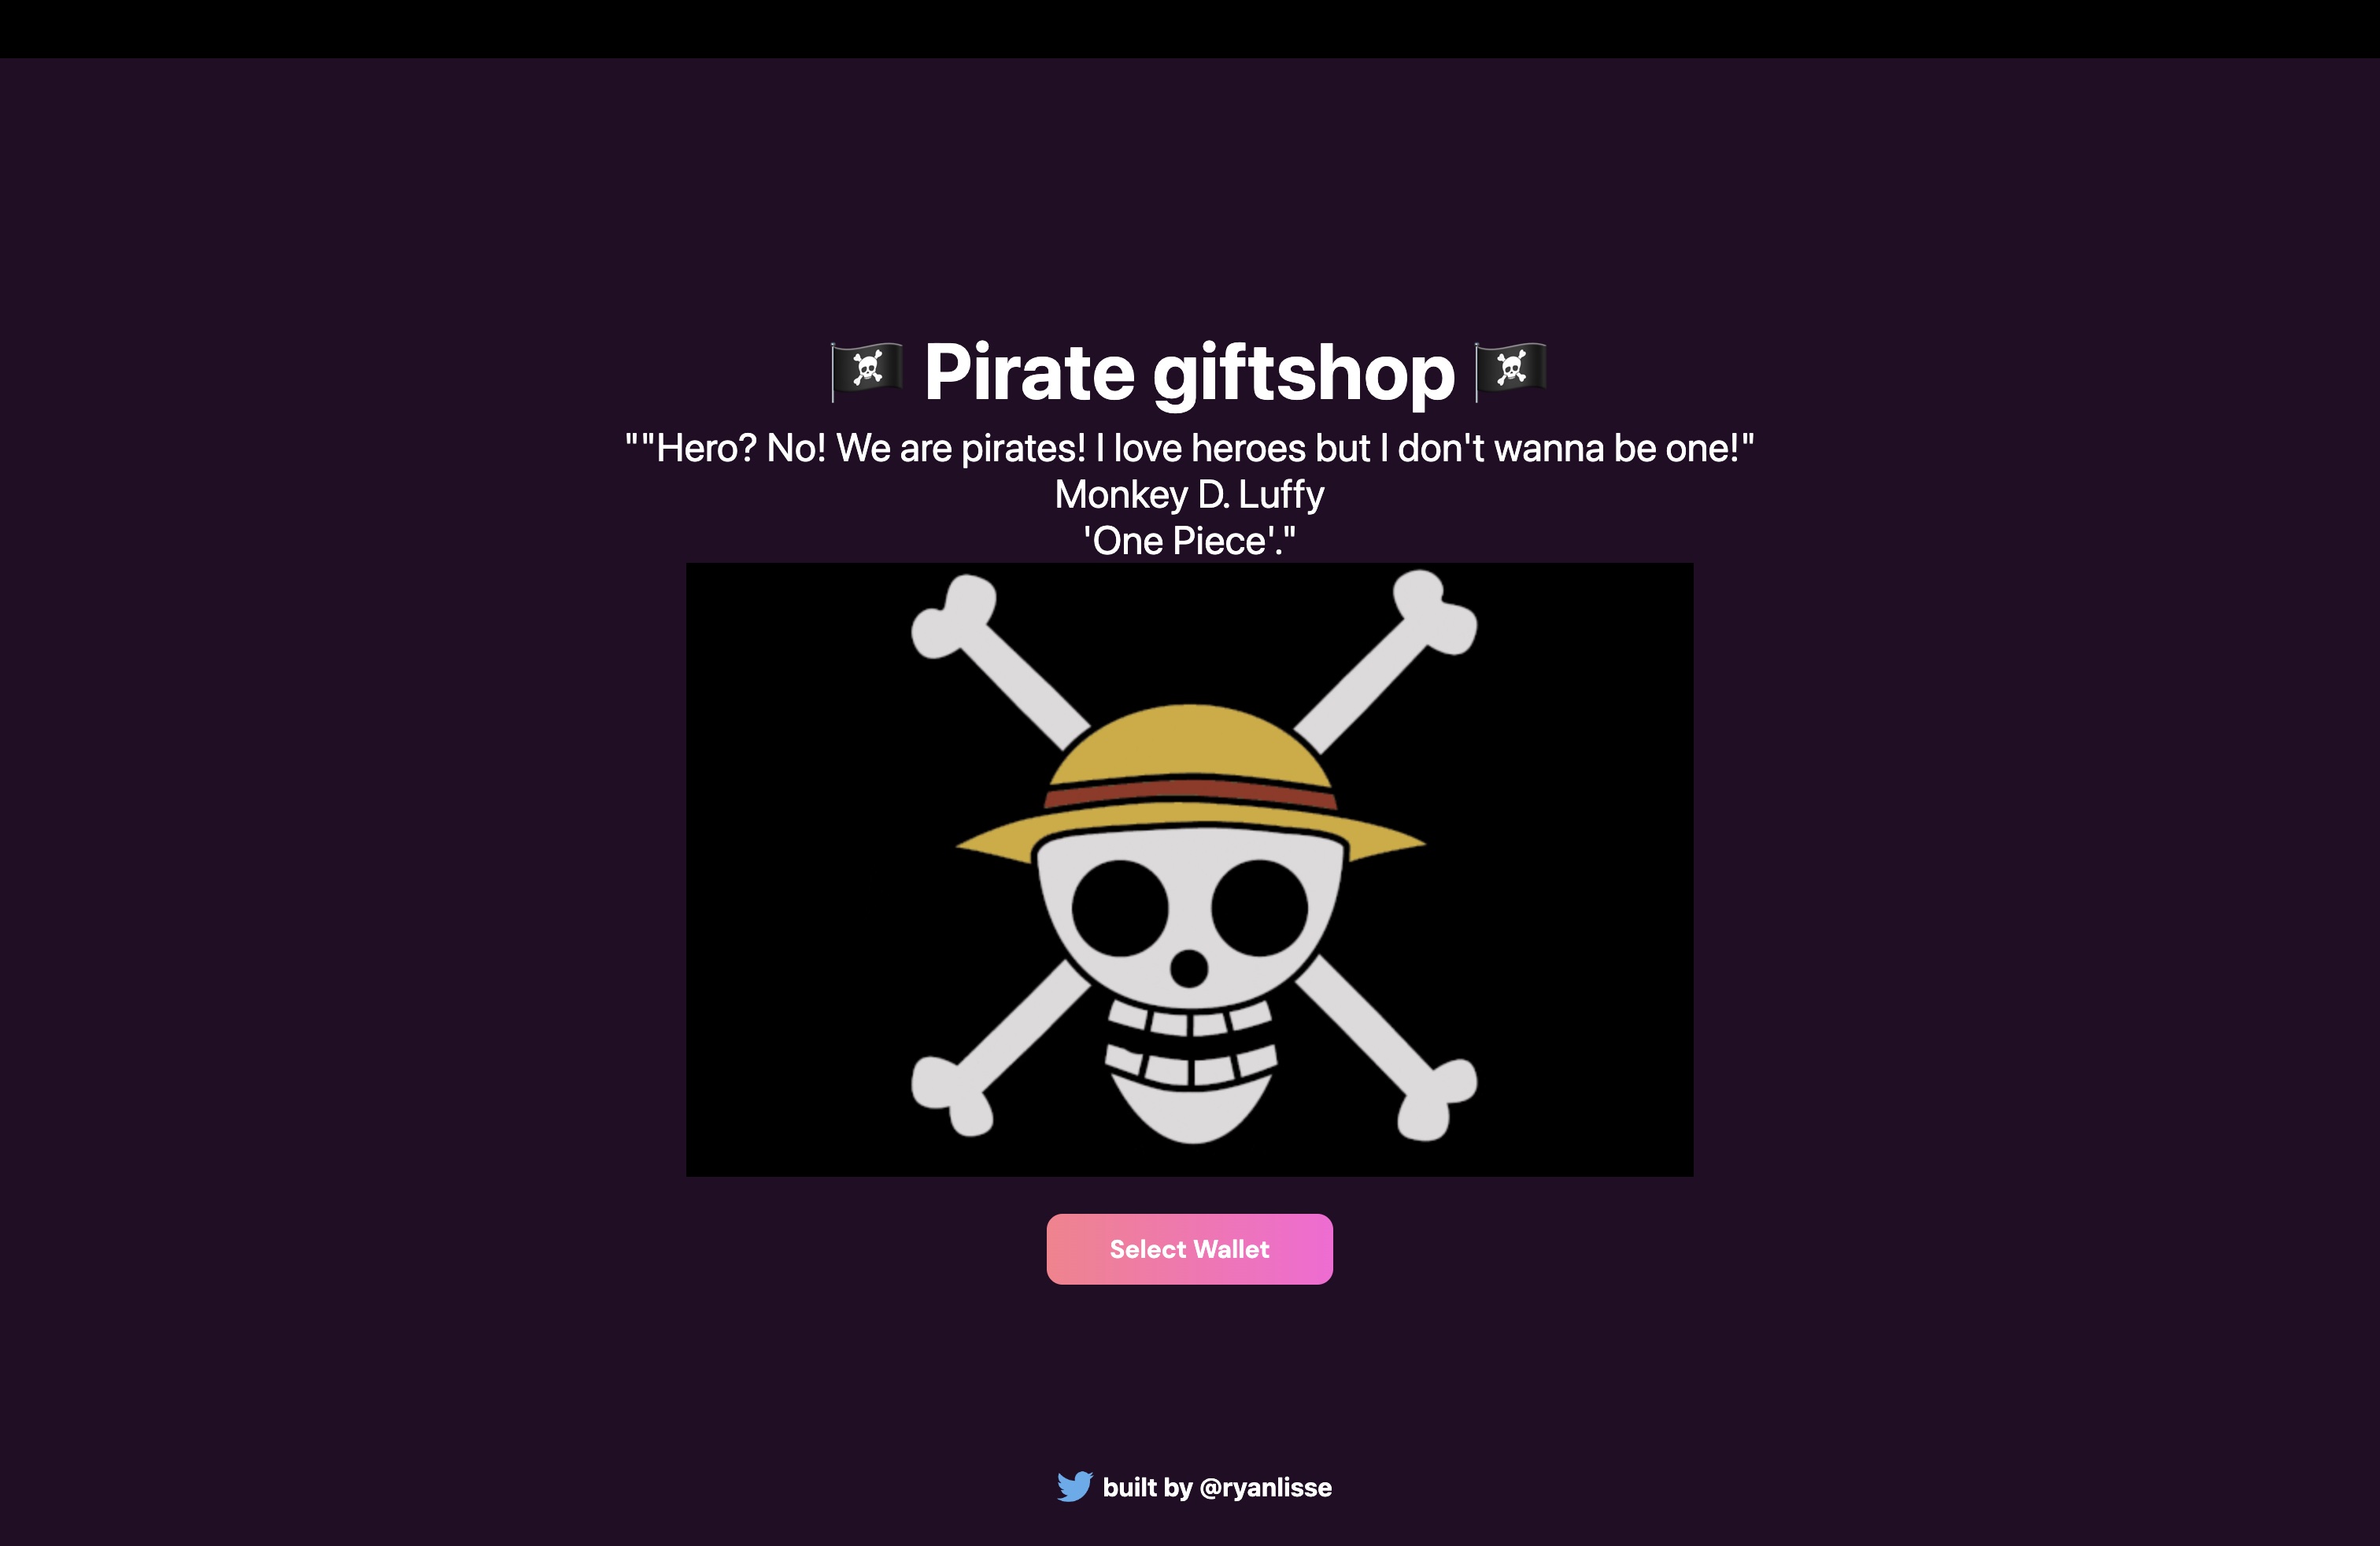 🏴‍☠️ Pirate giftshop 🏴‍☠️
""Hero? No! We are pirates! I love heroes but I don't wanna be one!"
Monkey D. Luffy
'One Piece'."
Select Wallet
built by @ryanlisse